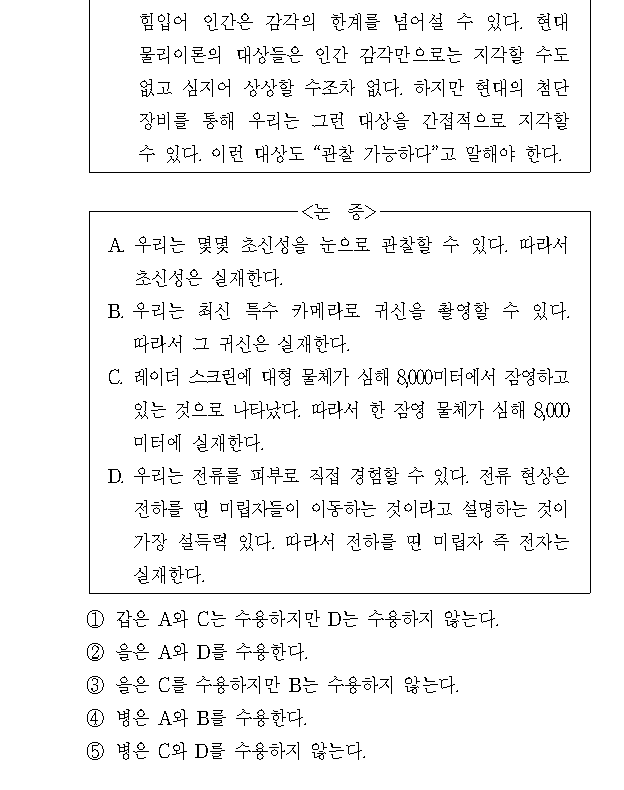 힘입어 인간은 감각의 한계를 넘어설 수 있다. 현대
물리이론의 대상들은 인간 감각만으로는 지각할 수도
없고 심지어 상상할 수조차 없다. 하지만 현대의 첨단
장비를 통해 우리는 그런 대상을 간접적으로 지각할
수 있다. 이런 대상도 “관찰 가능하다”고 말해야 한다.
<논 증>
A. 우리는 몇몇 초신성을 눈으로 관찰할 수 있다. 따라서
초신성은 실재한다.
B. 우리는 최신 특수 카메라로 귀신을 촬영할 수 있다.
따라서 그 귀신은 실재한다.
C. 레이더 스크린에 대형 물체가 심해 8,000미터에서 잠영하고
있는 것으로 나타났다. 따라서 한 잠영 물체가 심해 8,000
미터에 실재한다.
D. 우리는 전류를 피부로 직접 경험할 수 있다. 전류 현상은
전하를 띤 미립자들이 이동하는 것이라고 설명하는 것이
가장 설득력 있다. 따라서 전하를 띤 미립자 즉 전자는
실재한다.
① 갑은 A와 C는 수용하지만 D는 수용하지 않는다.
② 을은 A와 D를 수용한다.
③ 을은 C를 수용하지만 B는 수용하지 않는다.
④ 병은 A와 B를 수용한다.
⑤ 병은 C와 D를 수용하지 않는다.